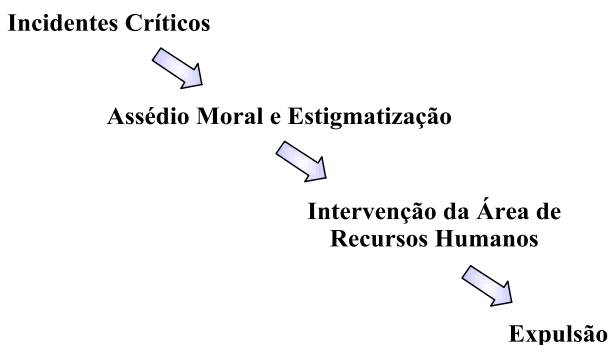 Incidentes Críticos
Assédio Moral e Estigmatização
Intervenção da Área de
Recursos Humanos
Expulsão